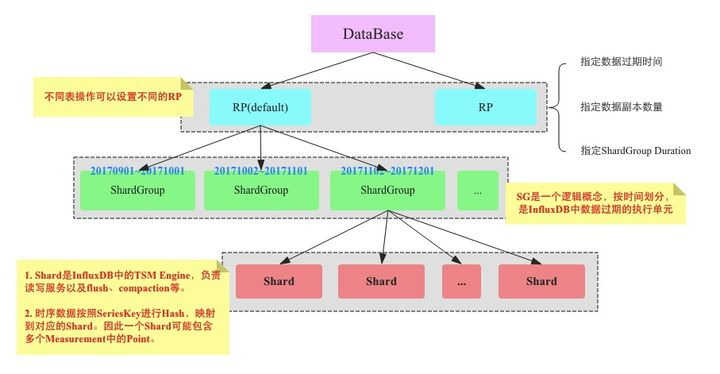 DataBase
指定数据过期时间
不同表操作可以设置不同的RP
RP(default)
RP
指定数据副本数量
指定ShardGroup Duration
20170901~20171001
20171002~20171101
20171102~20171201
ShardGroup
ShardGroup
ShardGroup
...
SG是一个逻辑概念，按时间划分，
是InfluxDB中数据过期的执行单元
1. Shard是InfluxDB中的TSM Engine，负责
读写服务以及flush、compaction等。
2. 时序数据按照SeriesKey进行Hash，映射
到对应的Shard。因此一个Shard可能包含
多个Measurement中的Point。
Shard
Shard
...
Shard